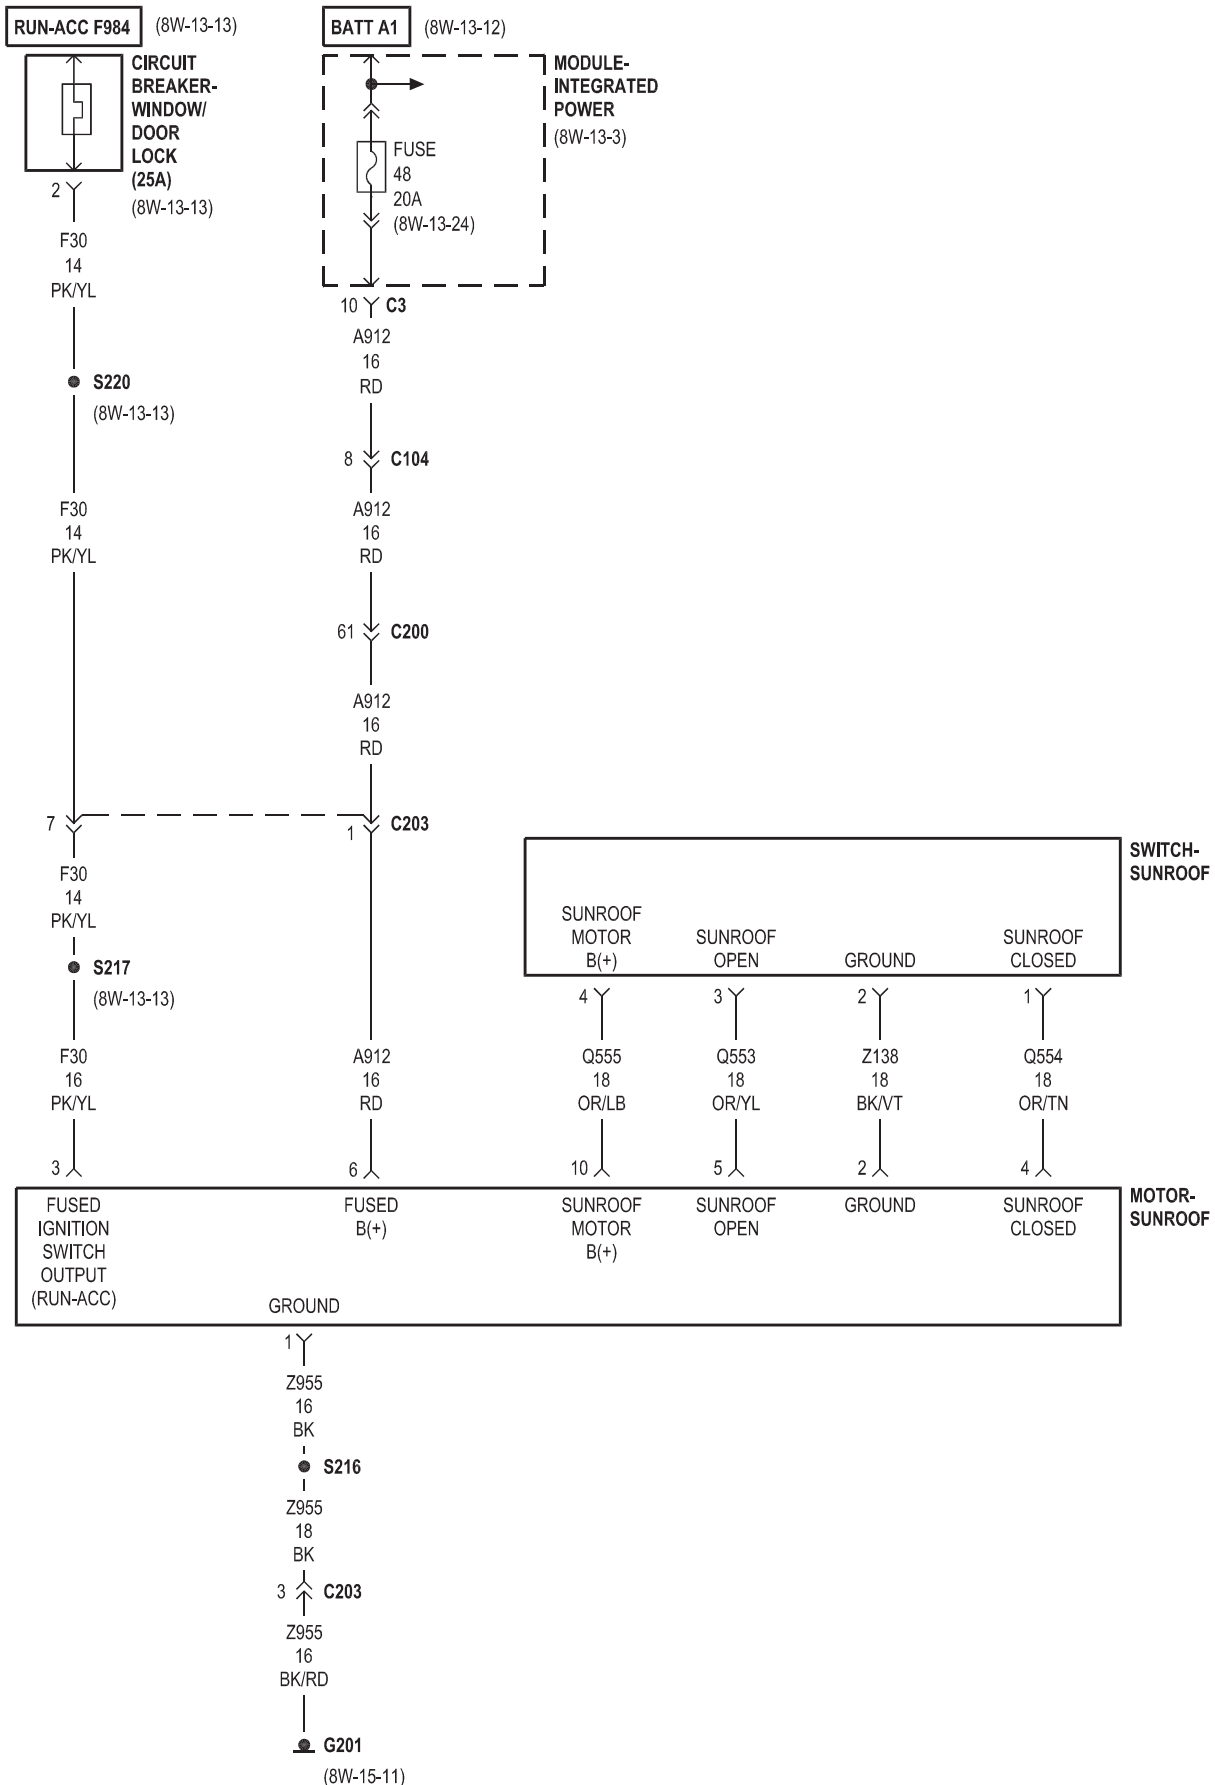 RUN-ACC F984 (8W-13-13)
BATT A1 (8W-13-12)
CIRCUIT
BREAKER-
WINDOW/
DOOR
LOCK
(25A)
(8W-13-13)
MODULE-
INTEGRATED
POWER
(8W-13-3)
FUSE
48
20A
(8W-13-24)
2
F30
14
PK/YL
10 C3
A912
16
RD
S220
(8W-13-13)
8 C104
F30
14
PK/YL
A912
16
RD
61 C200
A912
16
RD
7
1 C203
F30
14
PK/YL
S217
(8W-13-13)
F30
16
PK/YL
3
A912
16
RD
6
SWITCH-
SUNROOF
SUNROOF
MOTOR
B(+)
SUNROOF
OPEN
GROUND
SUNROOF
CLOSED
4
3
2
1
Q555
18
OR/LB
Q553
18
OR/YL
Z138
18
BK/VT
Q554
18
OR/TN
10
5
2
4
MOTOR-
SUNROOF
FUSED
IGNITION
SWITCH
OUTPUT
(RUN-ACC)
FUSED
B(+)
SUNROOF
MOTOR
B(+)
SUNROOF
OPEN
GROUND
SUNROOF
CLOSED
GROUND
1
Z955
16
BK
S216
Z955
18
BK
3 C203
Z955
16
BK/RD
G201
(8W-15-11)